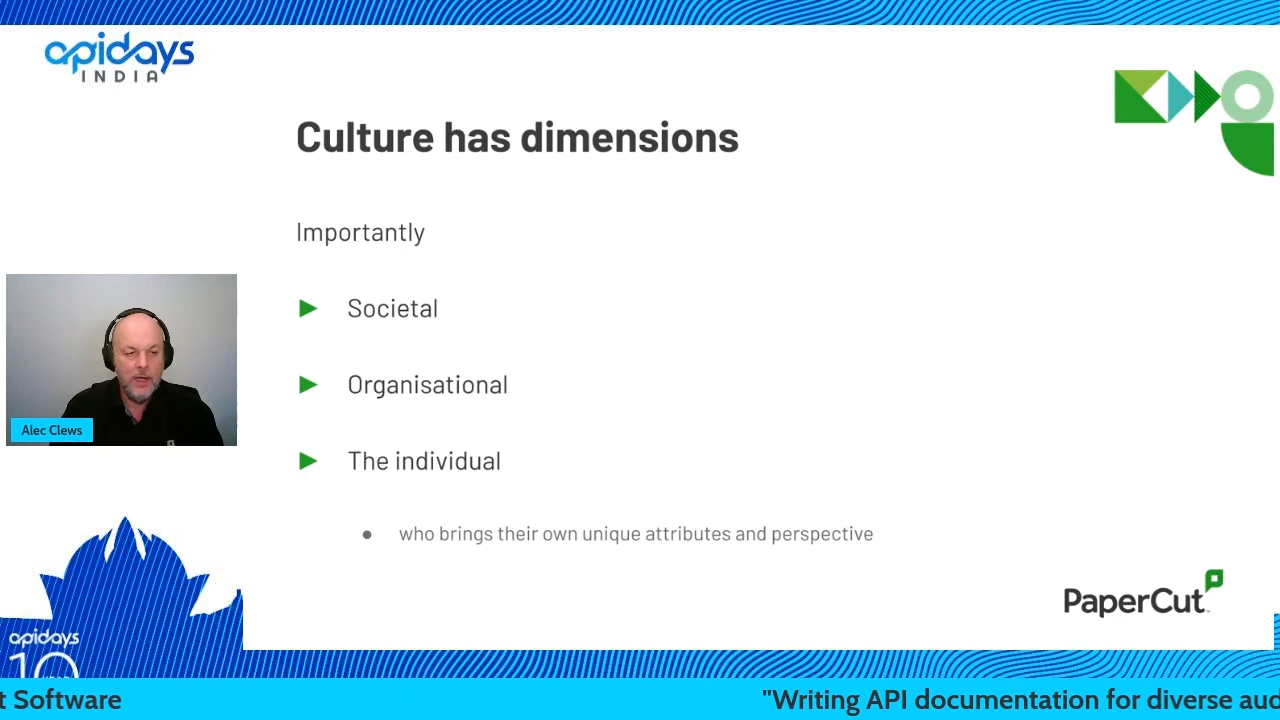 apidays
INDIA
Culture has dimensions
Importantly
Societal
Organisational
The individual
who brings their own unique attributes and perspective
Alec Clews
PaperCut
apidays
10
t Software
"Writing API documentation for diverse aud